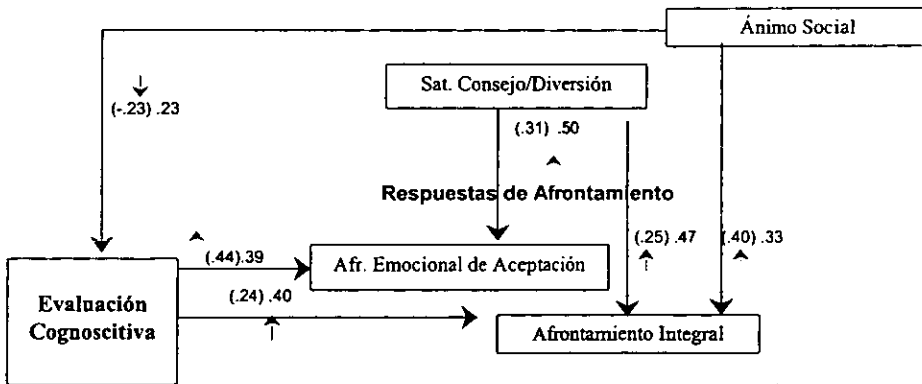 Ánimo Social
Sat. Consejo/Diversión
(-.23) .23
(.31) .50
Respuestas de Afrontamiento
(.25) .47
(.40) .33
(.44).39
Afr. Emocional de Aceptación
(.24) .40
Evaluación
Cognoscitiva
Afrontamiento Integral